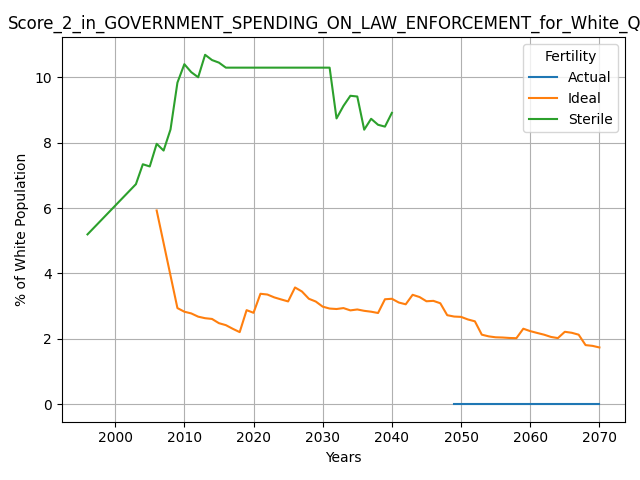 Score_2_in_GOVERNMENT_SPENDING_ON_LAW_ENFORCEMENT_for_White_Q
Fertility
Actual
Ideal
Sterile
% of White Population
10
8
6
4
2
0
2000 2010 2020 2030 2040 2050 2060 2070
Years